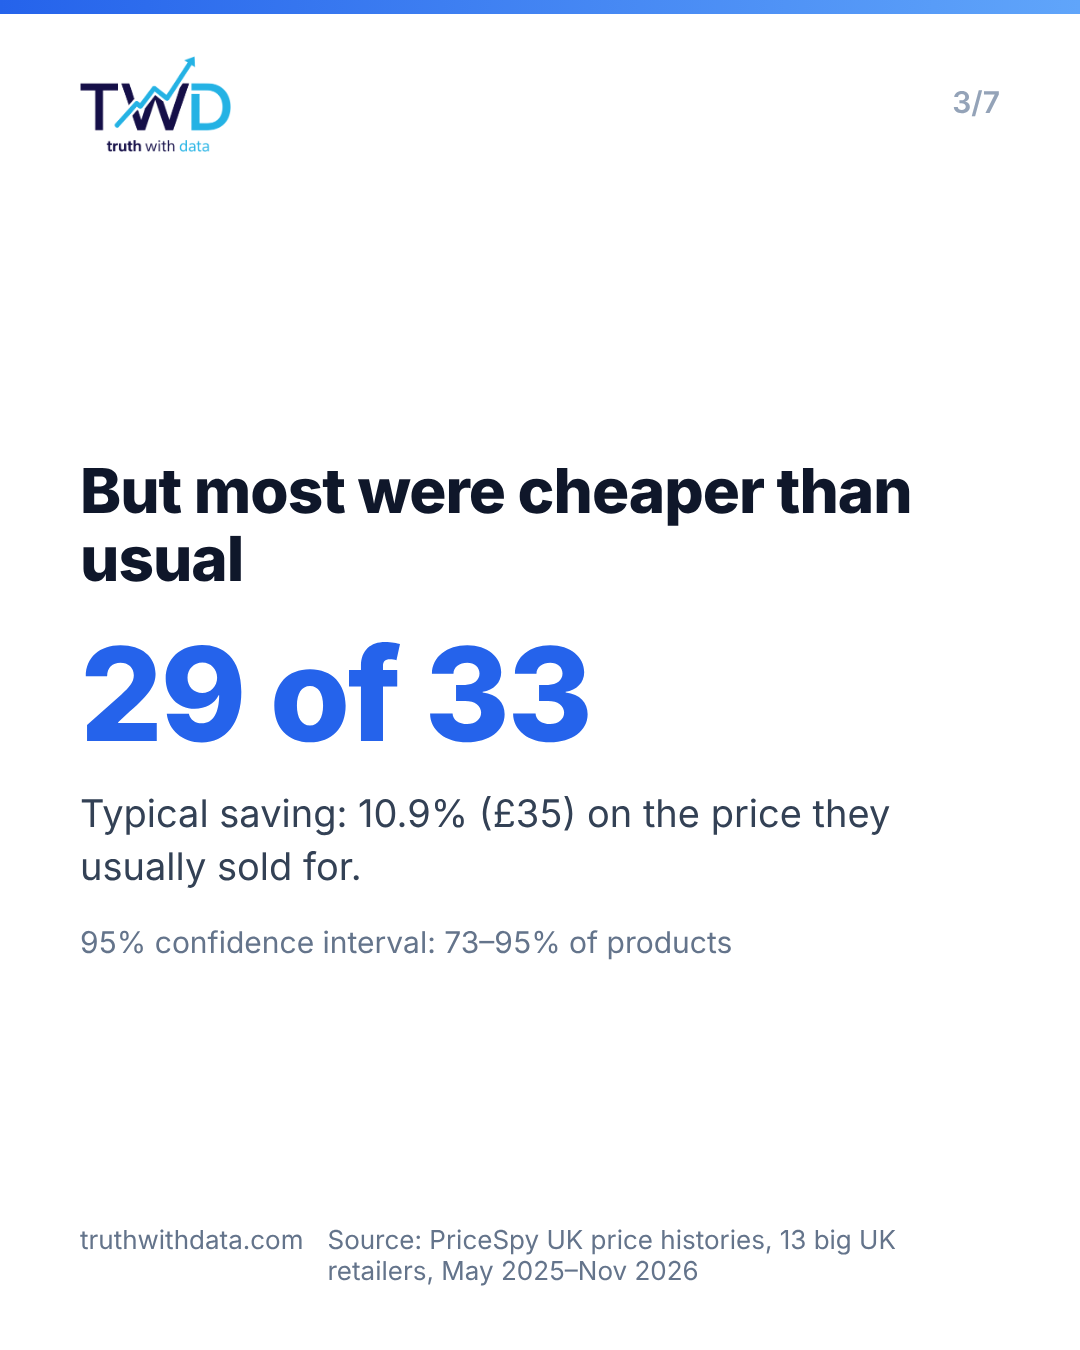 TWD
truth with data
3/7
But most were cheaper than
usual
29 of 33
Typical saving: 10.9% (£35) on the price they
usually sold for.
95% confidence interval: 73–95% of products
truthwithdata.com
Source: PriceSpy UK price histories, 13 big UK
retailers, May 2025–Nov 2026